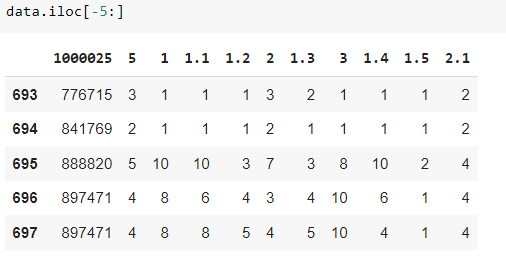 data.iloc[-5:]
1000025 5 1 1.1 1.2 2 1.3 3 1.4 1.5 2.1
693 776715 3 1 1 1 3 2 1 1 1 2
694 841769 2 1 1 1 2 1 1 1 1 2
695 888820 5 10 10 3 7 3 8 10 2 4
696 897471 4 8 6 4 3 4 10 6 1 4
697 897471 4 8 8 5 4 5 10 4 1 4